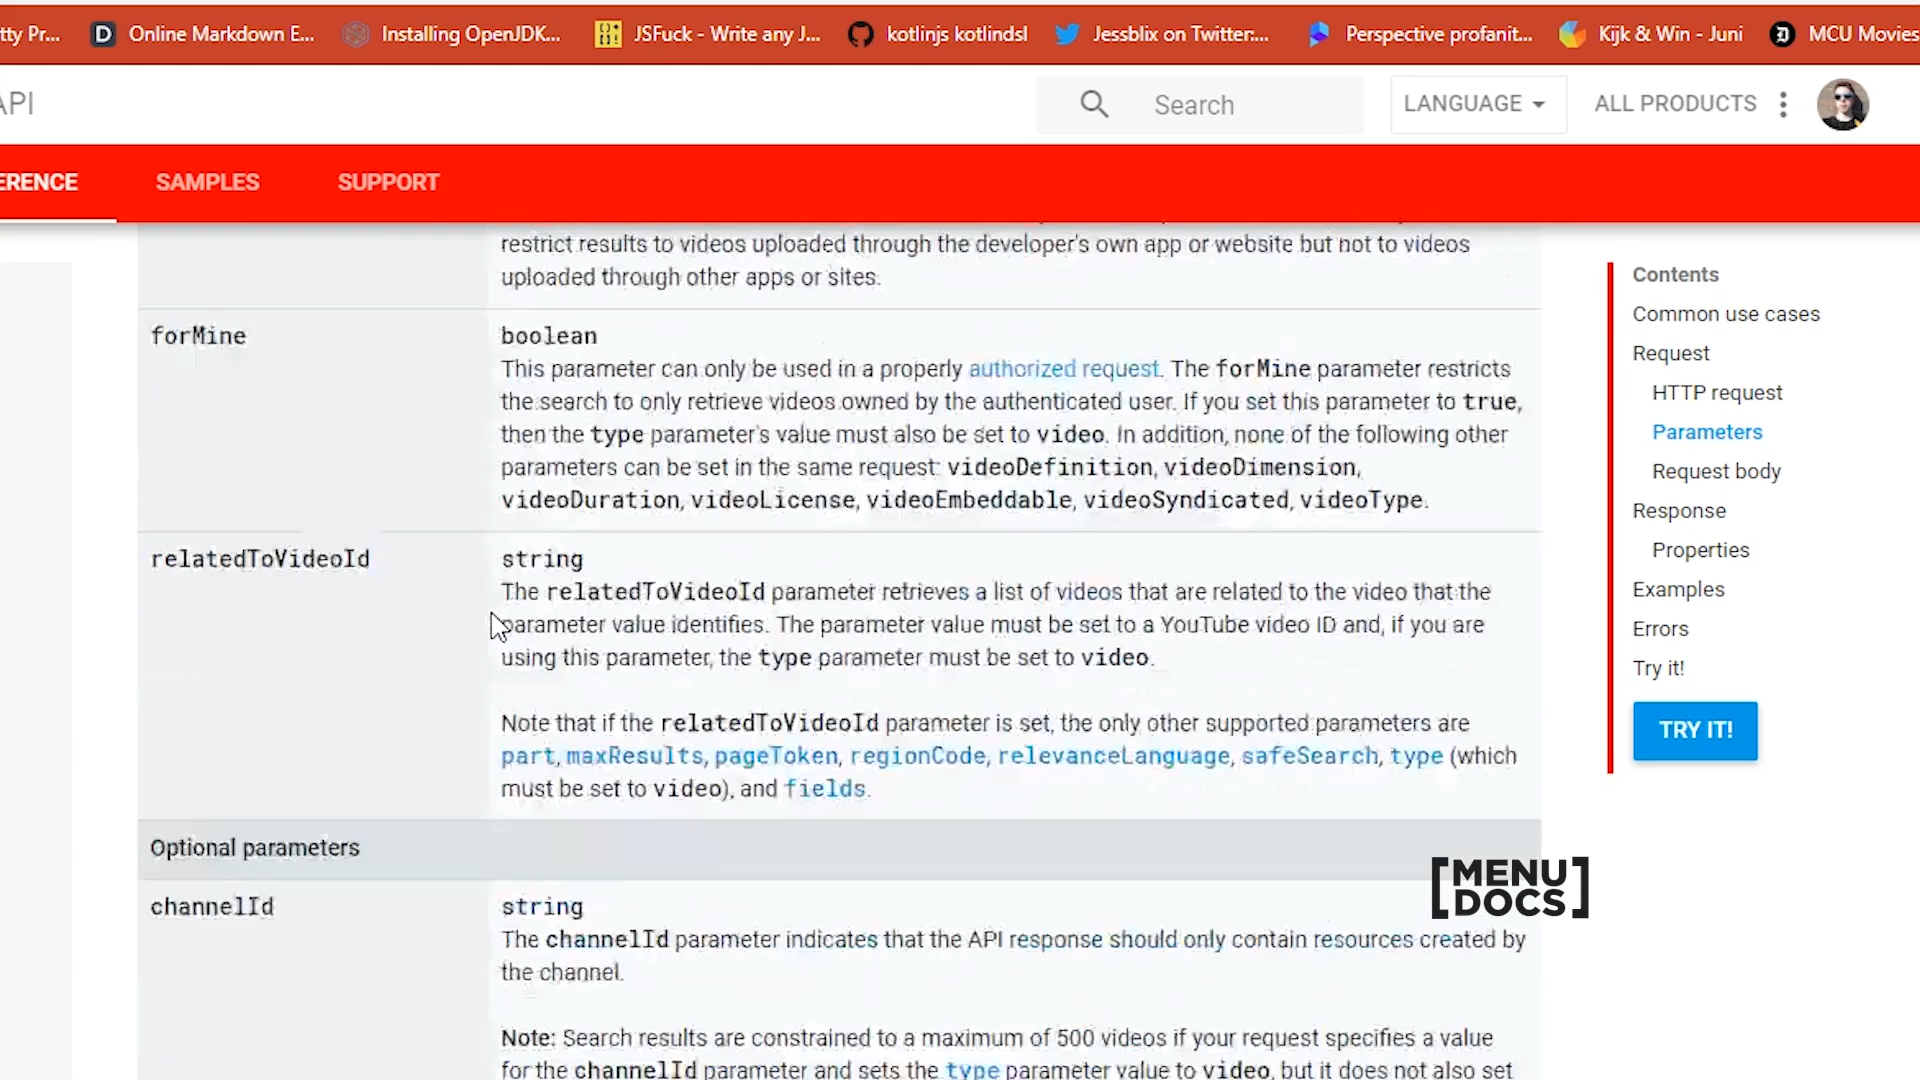 tty Pr...
Online Markdown E...
Installing OpenJDK...
JSFuck - Write any J...
kotlinjs kotlindsl
Jessblix on Twitter:...
Perspective profanit...
Kijk & Win - Juni
MCU Movies
API
Search
LANGUAGE
ALL PRODUCTS
ERENCE
SAMPLES
SUPPORT
restrict results to videos uploaded through the developer's own app or website but not to videos
uploaded through other apps or sites.
forMine
boolean
This parameter can only be used in a properly authorized request. The forMine parameter restricts
the search to only retrieve videos owned by the authenticated user. If you set this parameter to true,
then the type parameter's value must also be set to video. In addition, none of the following other
parameters can be set in the same request: videoDefinition, videoDimension,
videoDuration, videoLicense, videoEmbeddable, videoSyndicated, videoType.
relatedToVideoId
string
The relatedToVideoId parameter retrieves a list of videos that are related to the video that the
parameter value identifies. The parameter value must be set to a YouTube video ID and, if you are
using this parameter, the type parameter must be set to video.
Note that if the relatedToVideoId parameter is set, the only other supported parameters are
part, maxResults, pageToken, regionCode, relevanceLanguage, safeSearch, type (which
must be set to video), and fields.
Optional parameters
channelId
string
The channelId parameter indicates that the API response should only contain resources created by
the channel.
Note: Search results are constrained to a maximum of 500 videos if your request specifies a value
for the channelId parameter and sets the type parameter value to video, but it does not also set
Contents
Common use cases
Request
HTTP request
Parameters
Request body
Response
Properties
Examples
Errors
Try it!
TRY IT!
[MENU
DOCS]